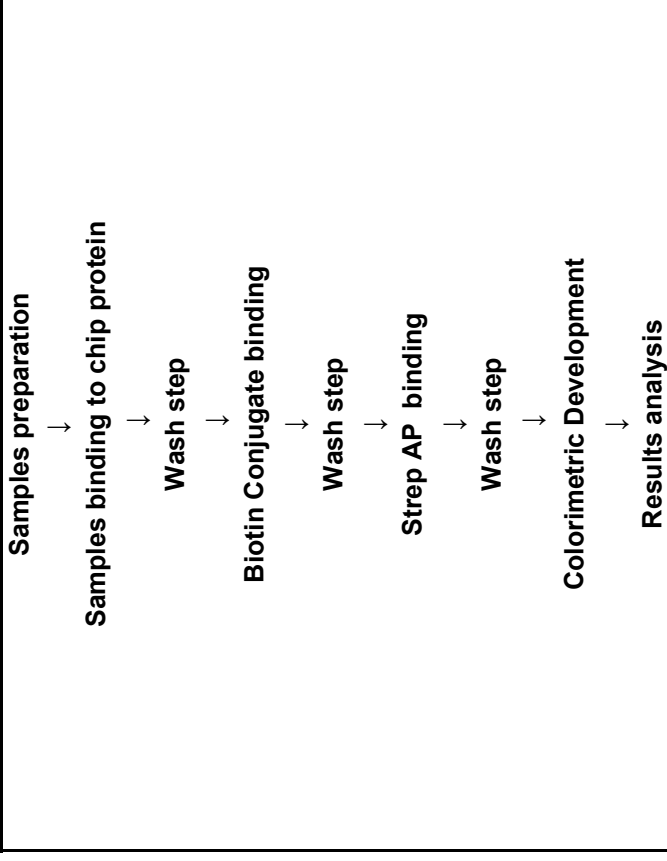 Samples preparation
↓
Samples binding to chip protein
↓
Wash step
↓
Biotin Conjugate binding
↓
Wash step
↓
Strep AP  binding
↓
Wash step
↓
Colorimetric Development
↓
Results analysis